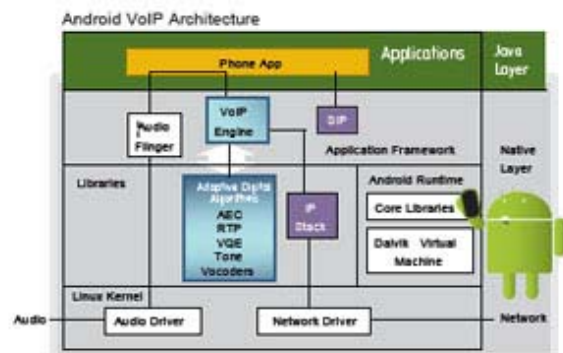 Android VoIP Architecture
Applications
Java
Layer
Phone App
Audio
Flinger
VoIP
Engine
SIP
Application Framework
Native
Layer
Libraries
Adaptive Digital
Algorithms
AEC
RTP
VQE
Tone
Vocoders
IP
Stack
Android Runtime
Core Libraries
Dalvik Virtual
Machine
Linux Kernel
Audio
Audio Driver
Network Driver
Network